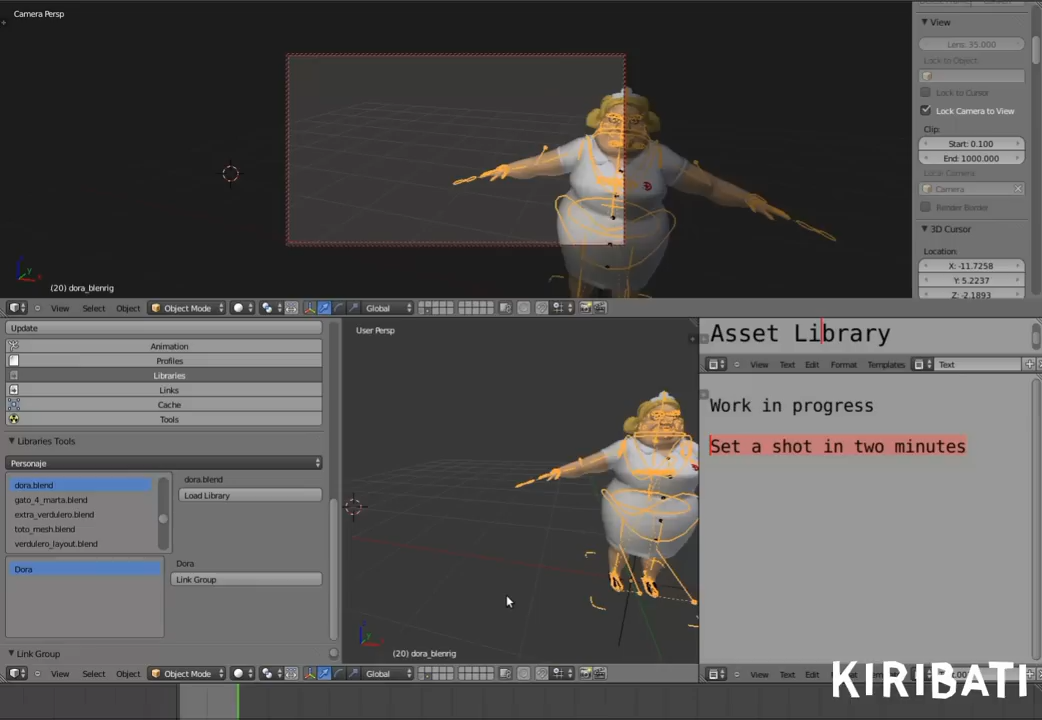 Camera Persp
View
Lens: 35.000
Lock to Object:
Lock to Cursor
Lock Camera to View
Clip:
Start: 0.100
End: 1000.000
Local Camera:
Camera
Render Border
3D Cursor
Location:
X: -11.7258
Y: 5.2237
Z: -2.1893
(20) dora_blenrig
View Select Object Object Mode Global
Update
Animation
Profiles
Libraries
Links
Cache
Tools
Libraries Tools
Personaje
dora.blend
gato_4_marta.blend
extra_verdulero.blend
toto_mesh.blend
verdulero_layout.blend
dora.blend
Load Library
Dora
Dora
Link Group
Link Group
User Persp
(20) dora_blenrig
Asset Library
View Text Edit Format Templates Text
Work in progress
Set a shot in two minutes
View Select Object Object Mode Global
View Text Edit Format Templates
KIRIBATI